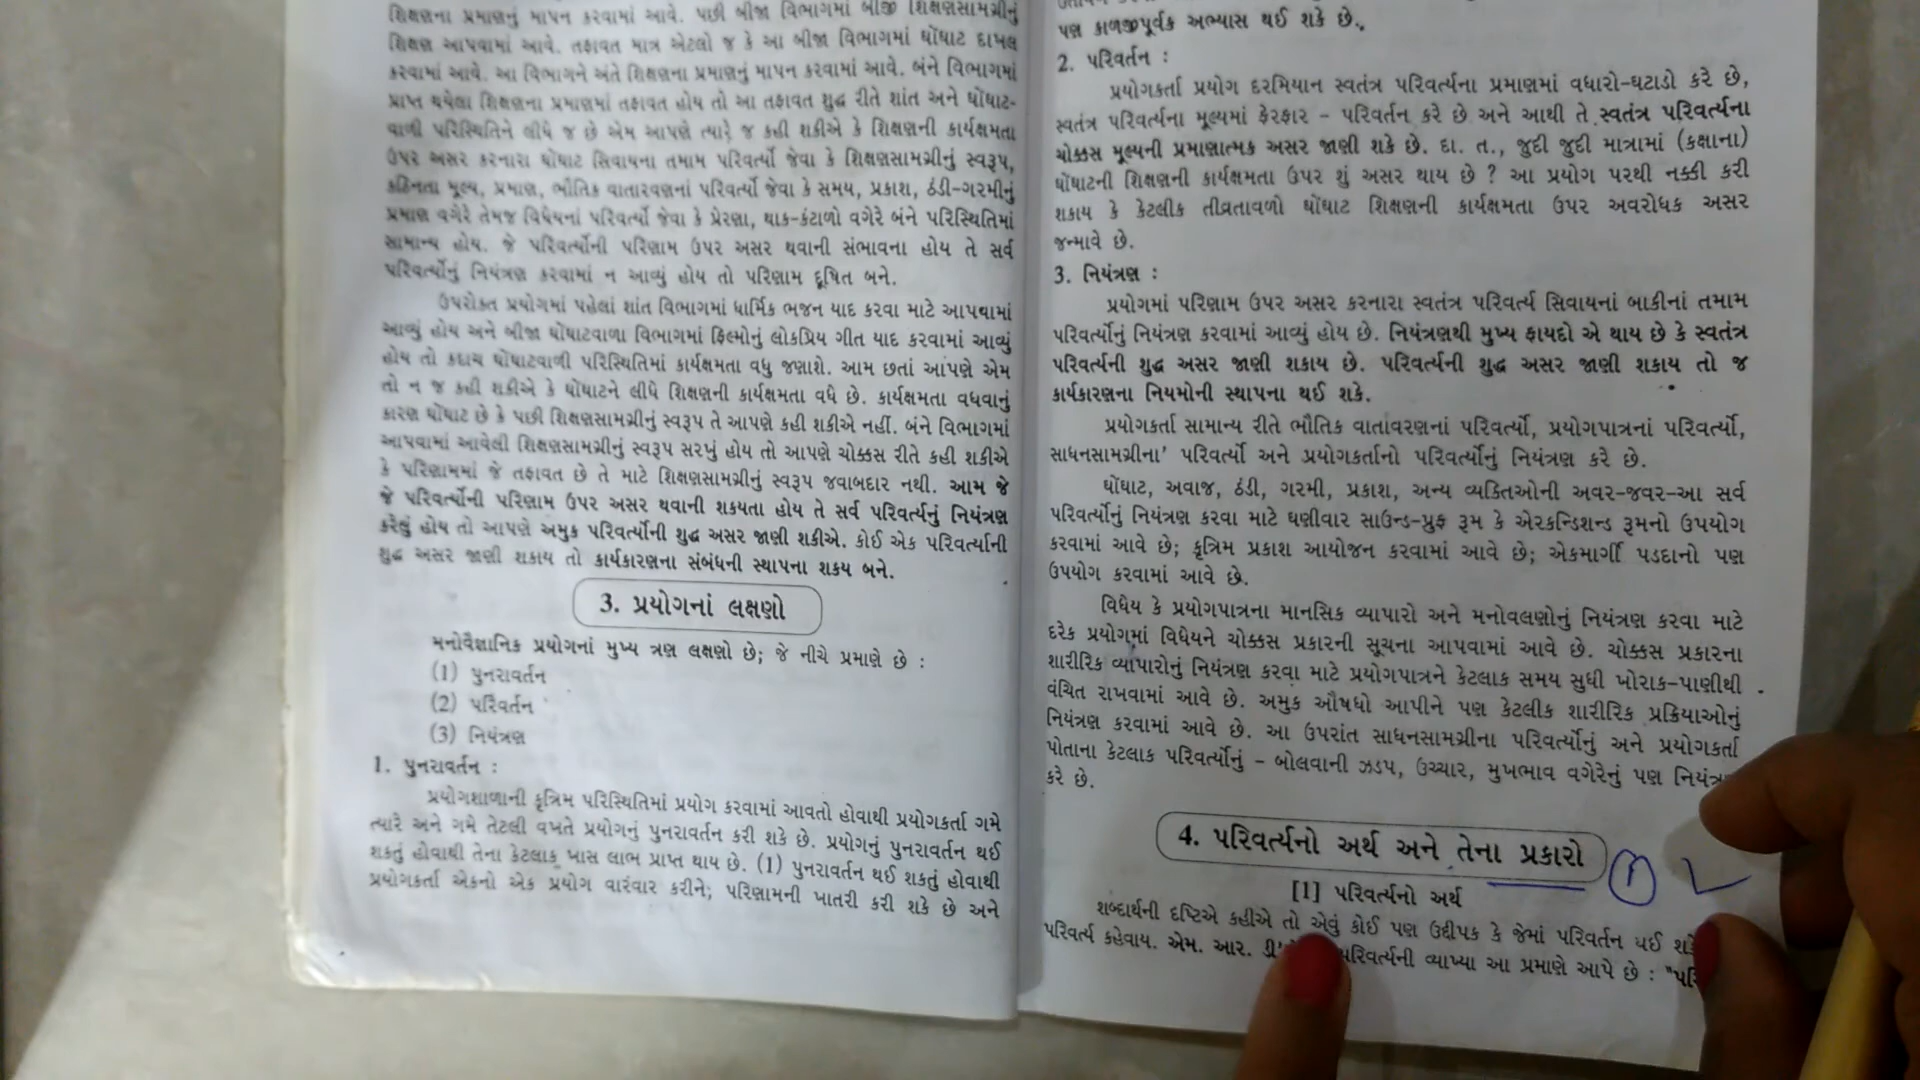 શિક્ષણના પ્રમાણનું માપન કરવામાં આવે. પછી બીજા વિભાગમાં બીજી શિક્ષણસામગ્રીનું
શિક્ષણ આપવામાં આવે. તફાવત માત્ર એટલો જ કે આ બીજા વિભાગમાં ઘોંઘાટ દાખલ
કરવામાં આવે. આ વિભાગને અંતે શિક્ષણના પ્રમાણનું માપન કરવામાં આવે. બંને વિભાગમાં
પ્રાપ્ત થયેલા શિક્ષણના પ્રમાણમાં તફાવત હોય તો આ તફાવત શુદ્ધ રીતે શાંત અને ઘોંઘાટ-
વાળી પરિસ્થિતિને લીધે જ છે એમ આપણે ત્યારે જ કહી શકીએ કે શિક્ષણની કાર્યક્ષમતા
ઉપર અસર કરનારા ઘોંઘાટ સિવાયના તમામ પરિવર્ત્યો જેવા કે શિક્ષણસામગ્રીનું સ્વરૂપ,
કઠિનતા મૂલ્ય, પ્રમાણ, ભૌતિક વાતાવરણનાં પરિવર્ત્યો જેવા કે સમય, પ્રકાશ, ઠંડી-ગરમીનું
પ્રમાણ વગેરે તેમજ વિધેયનાં પરિવર્ત્યો જેવા કે પ્રેરણા, થાક-કંટાળો વગેરે બંને પરિસ્થિતિમાં
સામાન્ય હોય. જે પરિવર્ત્યોની પરિણામ ઉપર અસર થવાની સંભાવના હોય તે સર્વ
પરિવર્ત્યોનું નિયંત્રણ કરવામાં ન આવ્યું હોય તો પરિણામ દૂષિત બને.
ઉપરોક્ત પ્રયોગમાં પહેલાં શાંત વિભાગમાં ધાર્મિક ભજન યાદ કરવા માટે આપવામાં
આવ્યું હોય અને બીજા ઘોંઘાટવાળા વિભાગમાં ફિલ્મોનું લોકપ્રિય ગીત યાદ કરવામાં આવ્યું
હોય તો કદાચ ઘોંઘાટવાળી પરિસ્થિતિમાં કાર્યક્ષમતા વધુ જણાશે. આમ છતાં આપણે એમ
તો ન જ કહી શકીએ કે ઘોંઘાટને લીધે શિક્ષણની કાર્યક્ષમતા વધે છે. કાર્યક્ષમતા વધવાનું
કારણ ઘોંઘાટ છે કે પછી શિક્ષણસામગ્રીનું સ્વરૂપ તે આપણે કહી શકીએ નહીં. બંને વિભાગમાં
આપવામાં આવેલી શિક્ષણસામગ્રીનું સ્વરૂપ સરખું હોય તો આપણે ચોક્કસ રીતે કહી શકીએ
કે પરિણામમાં જે તફાવત છે તે માટે શિક્ષણસામગ્રીનું સ્વરૂપ જવાબદાર નથી. આમ જે
જે પરિવર્ત્યોની પરિણામ ઉપર અસર થવાની શક્યતા હોય તે સર્વ પરિવર્ત્યનું નિયંત્રણ
કરેલું હોય તો આપણે અમુક પરિવર્ત્યોની શુદ્ધ અસર જાણી શકીએ. કોઈ એક પરિવર્ત્યાની
શુદ્ધ અસર જાણી શકાય તો કાર્યકારણના સંબંધની સ્થાપના શક્ય બને.
3. પ્રયોગનાં લક્ષણો
મનોવૈજ્ઞાનિક પ્રયોગનાં મુખ્ય ત્રણ લક્ષણો છે; જે નીચે પ્રમાણે છે :
(1) પુનરાવર્તન
(2) પરિવર્તન
(3) નિયંત્રણ
1. પુનરાવર્તન :
પ્રયોગશાળાની કૃત્રિમ પરિસ્થિતિમાં પ્રયોગ કરવામાં આવતો હોવાથી પ્રયોગકર્તા ગમે
ત્યારે અને ગમે તેટલી વખતે પ્રયોગનું પુનરાવર્તન કરી શકે છે. પ્રયોગનું પુનરાવર્તન થઈ
શકતું હોવાથી તેના કેટલાક ખાસ લાભ પ્રાપ્ત થાય છે. (1) પુનરાવર્તન થઈ શકતું હોવાથી
પ્રયોગકર્તા એકનો એક પ્રયોગ વારંવાર કરીને; પરિણામની ખાતરી કરી શકે છે અને
પણ કાળજીપૂર્વક અભ્યાસ થઈ શકે છે.
2. પરિવર્તન :
પ્રયોગકર્તા પ્રયોગ દરમિયાન સ્વતંત્ર પરિવર્ત્યના પ્રમાણમાં વધારો-ઘટાડો કરે છે,
સ્વતંત્ર પરિવર્ત્યના મૂલ્યમાં ફેરફાર – પરિવર્તન કરે છે અને આથી તે સ્વતંત્ર પરિવર્ત્યના
ચોક્કસ મૂલ્યની પ્રમાણાત્મક અસર જાણી શકે છે. દા. ત., જુદી જુદી માત્રામાં (કક્ષાના)
ઘોંઘાટની શિક્ષણની કાર્યક્ષમતા ઉપર શું અસર થાય છે ? આ પ્રયોગ પરથી નક્કી કરી
શકાય કે કેટલીક તીવ્રતાવળો ઘોંઘાટ શિક્ષણની કાર્યક્ષમતા ઉપર અવરોધક અસર
જન્માવે છે.
3. નિયંત્રણ :
પ્રયોગમાં પરિણામ ઉપર અસર કરનારા સ્વતંત્ર પરિવર્ત્ય સિવાયનાં બાકીનાં તમામ
પરિવર્ત્યોનું નિયંત્રણ કરવામાં આવ્યું હોય છે. નિયંત્રણથી મુખ્ય ફાયદો એ થાય છે કે સ્વતંત્ર
પરિવર્ત્યની શુદ્ધ અસર જાણી શકાય છે. પરિવર્ત્યની શુદ્ધ અસર જાણી શકાય તો જ
કાર્યકારણના નિયમોની સ્થાપના થઈ શકે.
પ્રયોગકર્તા સામાન્ય રીતે ભૌતિક વાતાવરણનાં પરિવર્ત્યો, પ્રયોગપાત્રનાં પરિવર્ત્યો,
સાધનસામગ્રીના પરિવર્ત્યો અને પ્રયોગકર્તાનો પરિવર્ત્યોનું નિયંત્રણ કરે છે.
ઘોંઘાટ, અવાજ, ઠંડી, ગરમી, પ્રકાશ, અન્ય વ્યક્તિઓની અવર-જવર-આ સર્વ
પરિવર્ત્યોનું નિયંત્રણ કરવા માટે ઘણીવાર સાઉન્ડ-પ્રુફ રૂમ કે એરકન્ડિશન્ડ રૂમનો ઉપયોગ
કરવામાં આવે છે; કૃત્રિમ પ્રકાશ આયોજન કરવામાં આવે છે; એકમાર્ગી પડદાનો પણ
ઉપયોગ કરવામાં આવે છે.
વિધેય કે પ્રયોગપાત્રના માનસિક વ્યાપારો અને મનોવલણોનું નિયંત્રણ કરવા માટે
દરેક પ્રયોગમાં વિધેયને ચોક્કસ પ્રકારની સૂચના આપવામાં આવે છે. ચોક્કસ પ્રકારના
શારીરિક વ્યાપારોનું નિયંત્રણ કરવા માટે પ્રયોગપાત્રને કેટલાક સમય સુધી ખોરાક-પાણીથી
વંચિત રાખવામાં આવે છે. અમુક ઔષધો આપીને પણ કેટલીક શારીરિક પ્રક્રિયાઓનું
નિયંત્રણ કરવામાં આવે છે. આ ઉપરાંત સાધનસામગ્રીના પરિવર્ત્યોનું અને પ્રયોગકર્તા
પોતાના કેટલાક પરિવર્ત્યોનું – બોલવાની ઝડપ, ઉચ્ચાર, મુખભાવ વગેરેનું પણ
કરે છે.
4. પરિવર્ત્યનો અર્થ અને તેના પ્રકારો
[1] પરિવર્ત્યનો અર્થ
શબ્દાર્થની દષ્ટિએ કહીએ તો એવું કોઈ પણ ઉદ્દીપક કે જેમાં પરિવર્તન થઈ
પરિવર્ત્ય કહેવાય. એમ. આર. પરિવર્ત્યની વ્યાખ્યા આ પ્રમાણે આપે છે :